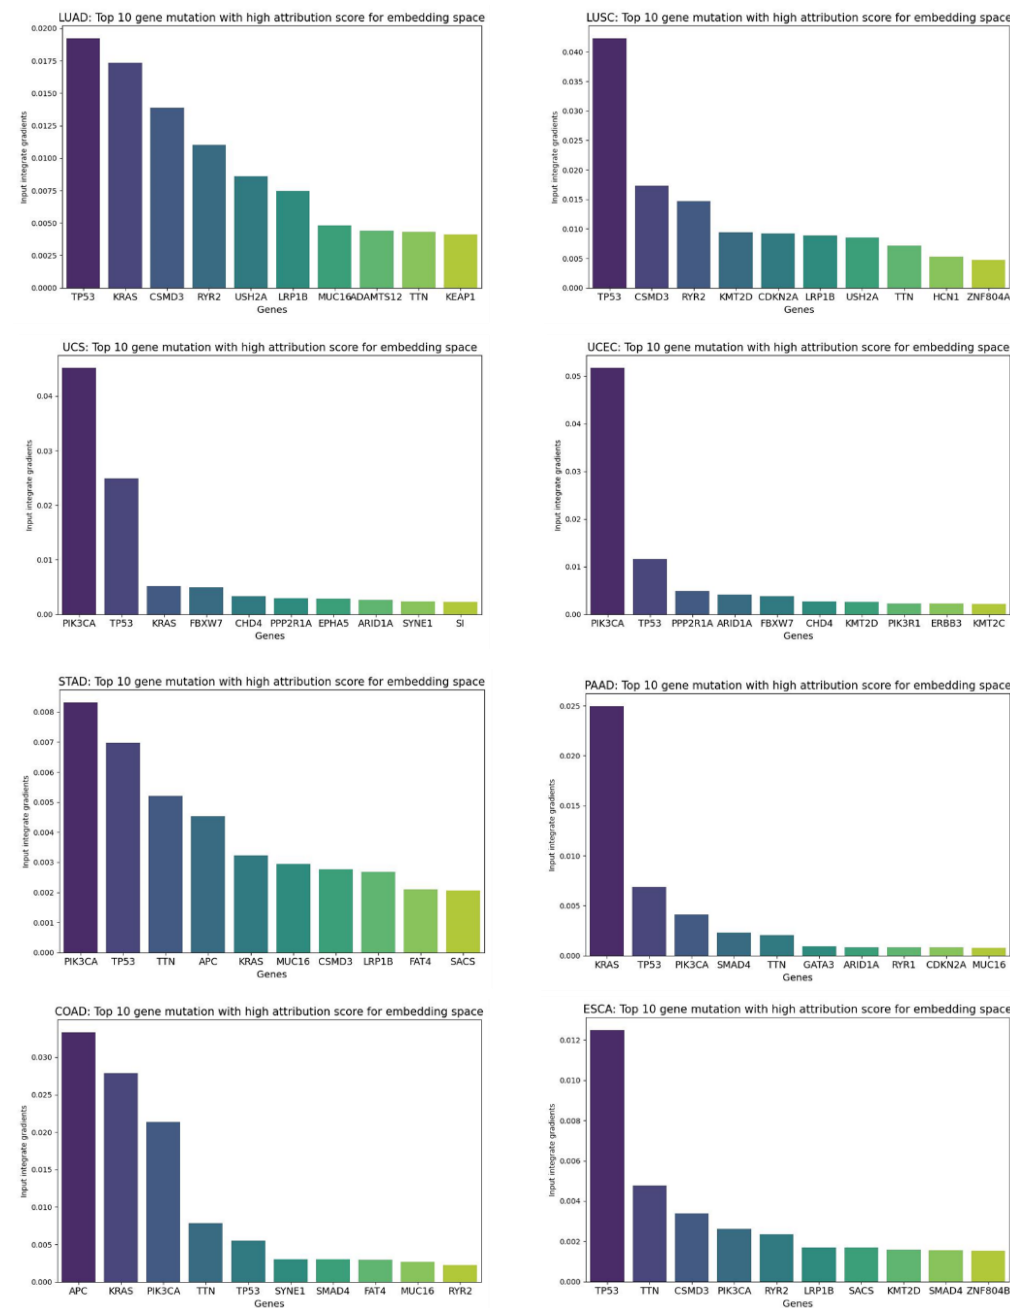 LUAD: Top 10 gene mutation with high attribution score for embedding space
0.0200
0.0175
0.0150
0.0125
0.0100
0.0075
0.0050
0.0025
0.0000
Input integrate gradients
TP53 KRAS CSMD3 RYR2 USH2A LRP1B MUC16 ADAMTS12 TTN KEAP1
Genes
LUSC: Top 10 gene mutation with high attribution score for embedding space
0.040
0.035
0.030
0.025
0.020
0.015
0.010
0.005
0.000
Input integrate gradients
TP53 CSMD3 RYR2 KMT2D CDKN2A LRP1B USH2A TTN HCN1 ZNF804A
Genes
UCS: Top 10 gene mutation with high attribution score for embedding space
0.04
0.03
0.02
0.01
0.00
Input integrate gradients
PIK3CA TP53 KRAS FBXW7 CHD4 PPP2R1A EPHA5 ARID1A SYNE1 SI
Genes
UCEC: Top 10 gene mutation with high attribution score for embedding space
0.05
0.04
0.03
0.02
0.01
0.00
Input integrate gradients
PIK3CA TP53 PPP2R1A ARID1A FBXW7 CHD4 KMT2D PIK3R1 ERBB3 KMT2C
Genes
STAD: Top 10 gene mutation with high attribution score for embedding space
0.008
0.007
0.006
0.005
0.004
0.003
0.002
0.001
0.000
Input integrate gradients
PIK3CA TP53 TTN APC KRAS MUC16 CSMD3 LRP1B FAT4 SACS
Genes
PAAD: Top 10 gene mutation with high attribution score for embedding space
0.025
0.020
0.015
0.010
0.005
0.000
Input integrate gradients
KRAS TP53 PIK3CA SMAD4 TTN GATA3 ARID1A RYR1 CDKN2A MUC16
Genes
COAD: Top 10 gene mutation with high attribution score for embedding space
0.030
0.025
0.020
0.015
0.010
0.005
0.000
Input integrate gradients
APC KRAS PIK3CA TTN TP53 SYNE1 SMAD4 FAT4 MUC16 RYR2
Genes
ESCA: Top 10 gene mutation with high attribution score for embedding space
0.012
0.010
0.008
0.006
0.004
0.002
0.000
Input integrate gradients
TP53 TTN CSMD3 PIK3CA RYR2 LRP1B SACS KMT2D SMAD4 ZNF804B
Genes